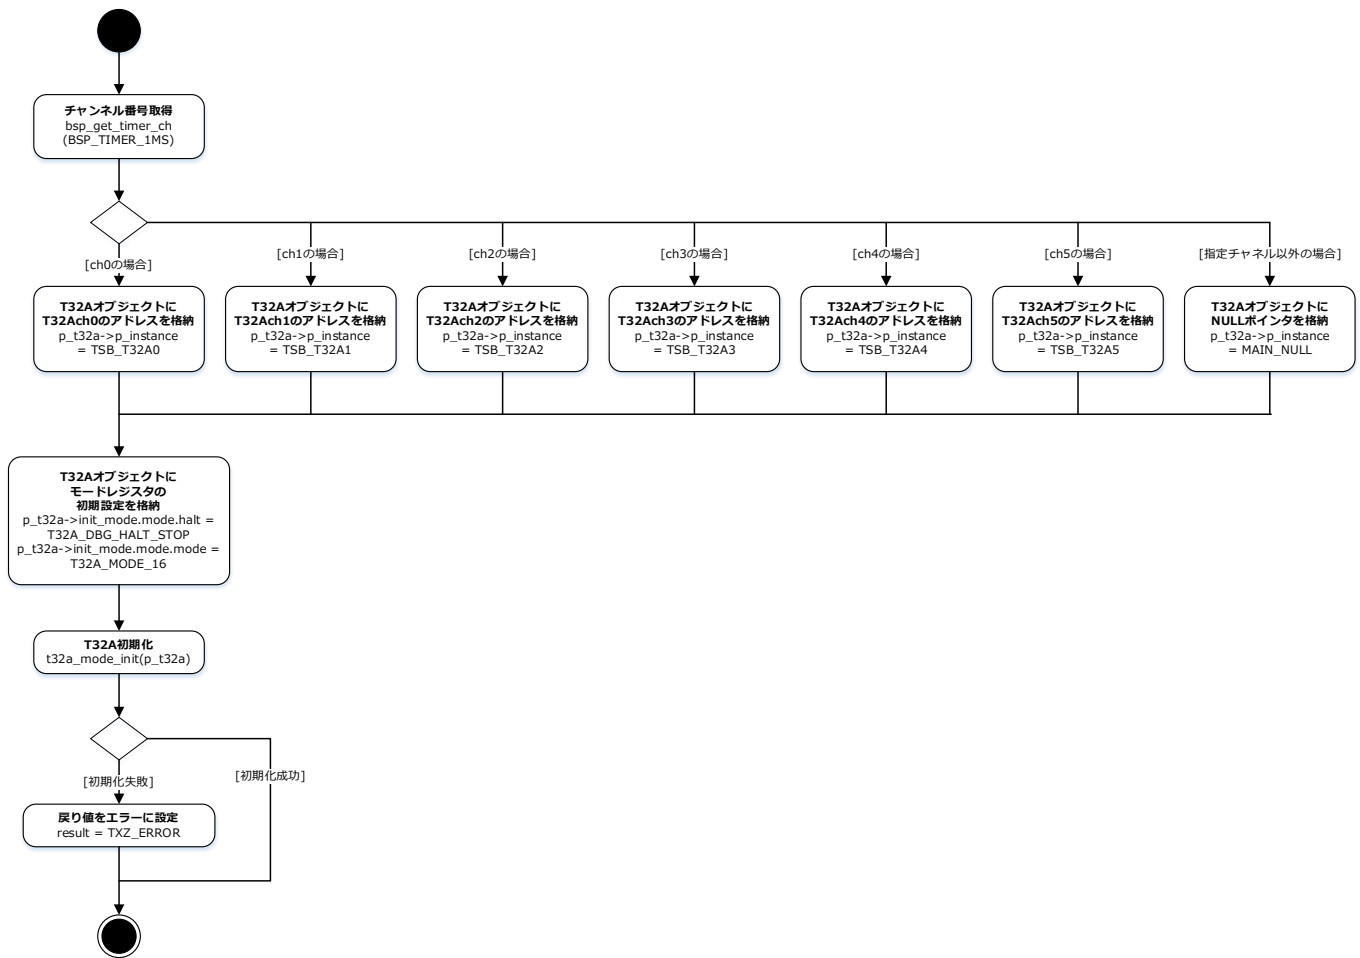 チャンネル番号取得
bsp_get_timer_ch
(BSP_TIMER_1MS)
[ch0の場合]
[ch1の場合]
[ch2の場合]
[ch3の場合]
[ch4の場合]
[ch5の場合]
[指定チャネル以外の場合]
T32Aオブジェクトに
T32Ach0のアドレスを格納
p_t32a->p_instance
= TSB_T32A0
T32Aオブジェクトに
T32Ach1のアドレスを格納
p_t32a->p_instance
= TSB_T32A1
T32Aオブジェクトに
T32Ach2のアドレスを格納
p_t32a->p_instance
= TSB_T32A2
T32Aオブジェクトに
T32Ach3のアドレスを格納
p_t32a->p_instance
= TSB_T32A3
T32Aオブジェクトに
T32Ach4のアドレスを格納
p_t32a->p_instance
= TSB_T32A4
T32Aオブジェクトに
T32Ach5のアドレスを格納
p_t32a->p_instance
= TSB_T32A5
T32Aオブジェクトに
NULLポインタを格納
p_t32a->p_instance
= MAIN_NULL
T32Aオブジェクトに
モードレジスタの
初期設定を格納
p_t32a->init_mode.mode.halt =
T32A_DBG_HALT_STOP
p_t32a->init_mode.mode.mode =
T32A_MODE_16
T32A初期化
t32a_mode_init(p_t32a)
[初期化失敗]
[初期化成功]
戻り値をエラーに設定
result = TXZ_ERROR